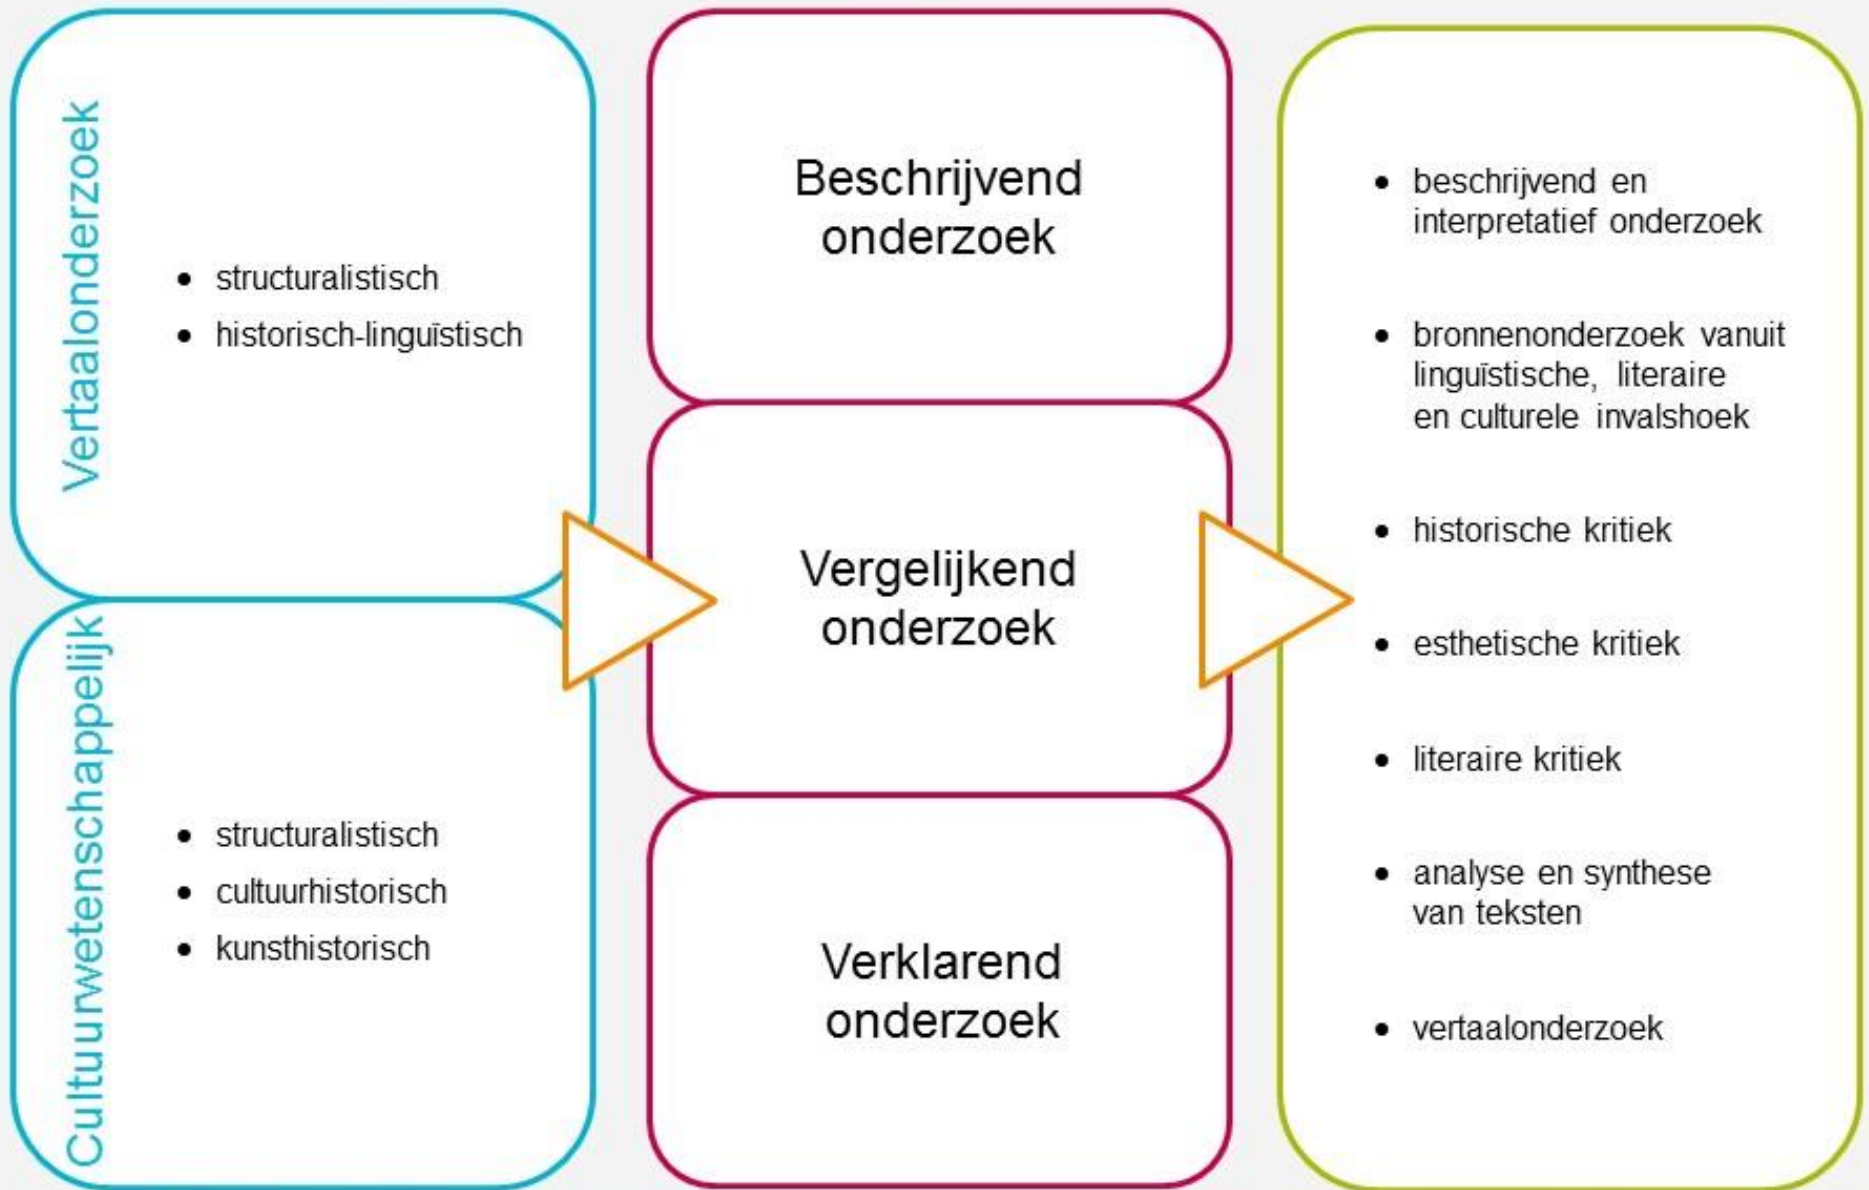 Vertaalonderzoek
• structuralistisch
• historisch-linguïstisch
Cultuurwetenschappelijk
• structuralistisch
• cultuurhistorisch
• kunsthistorisch
Beschrijvend
onderzoek
Vergelijkend
onderzoek
Verklarend
onderzoek
• beschrijvend en
interpretatief onderzoek
• bronnenonderzoek vanuit
linguïstische, literaire
en culturele invalshoek
• historische kritiek
• esthetische kritiek
• literaire kritiek
• analyse en synthese
van teksten
• vertaalonderzoek